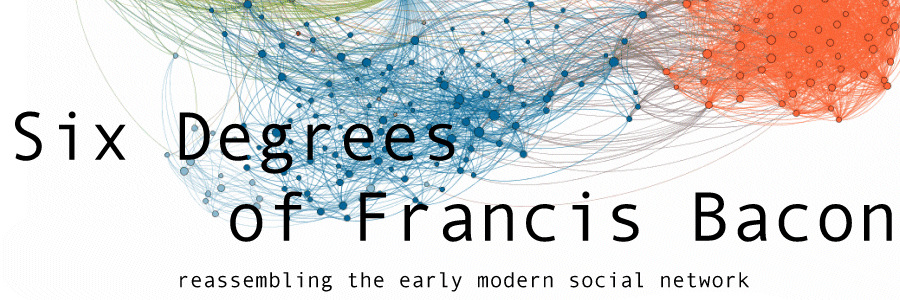 Six Degrees
of Francis Bacon
reassembling the early modern social network